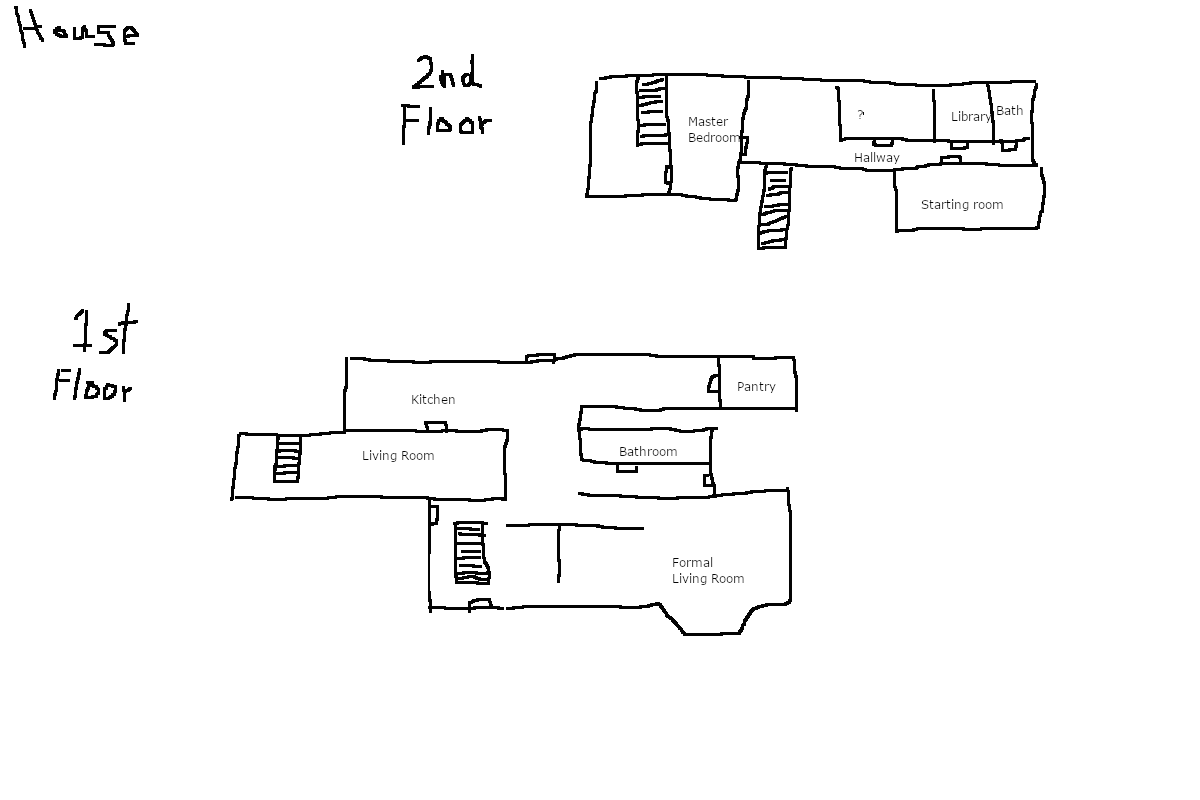 House
2nd
Floor
Master
Bedroom
?
Library
Bath
Hallway
Starting room
1st
Floor
Kitchen
Pantry
Living Room
Bathroom
Formal
Living Room